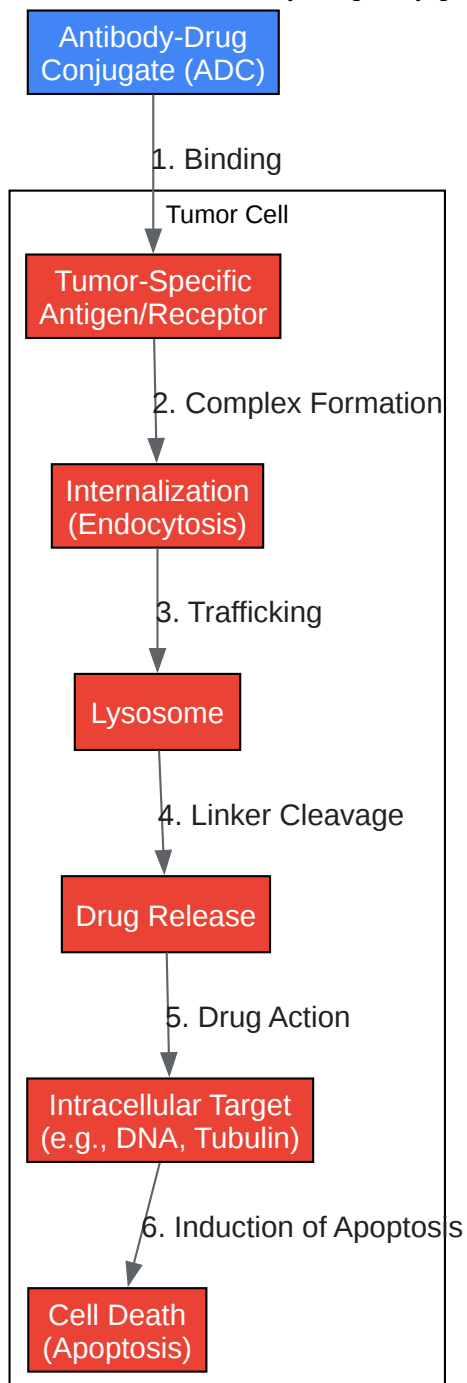 Antibody-Drug
Conjugate (ADC)
1. Binding
Tumor Cell
Tumor-Specific
Antigen/Receptor
2. Complex Formation
Internalization
(Endocytosis)
3. Trafficking
Lysosome
4. Linker Cleavage
Drug Release
5. Drug Action
Intracellular Target
(e.g., DNA, Tubulin)
6. Induction of Apoptosis
Cell Death
(Apoptosis)